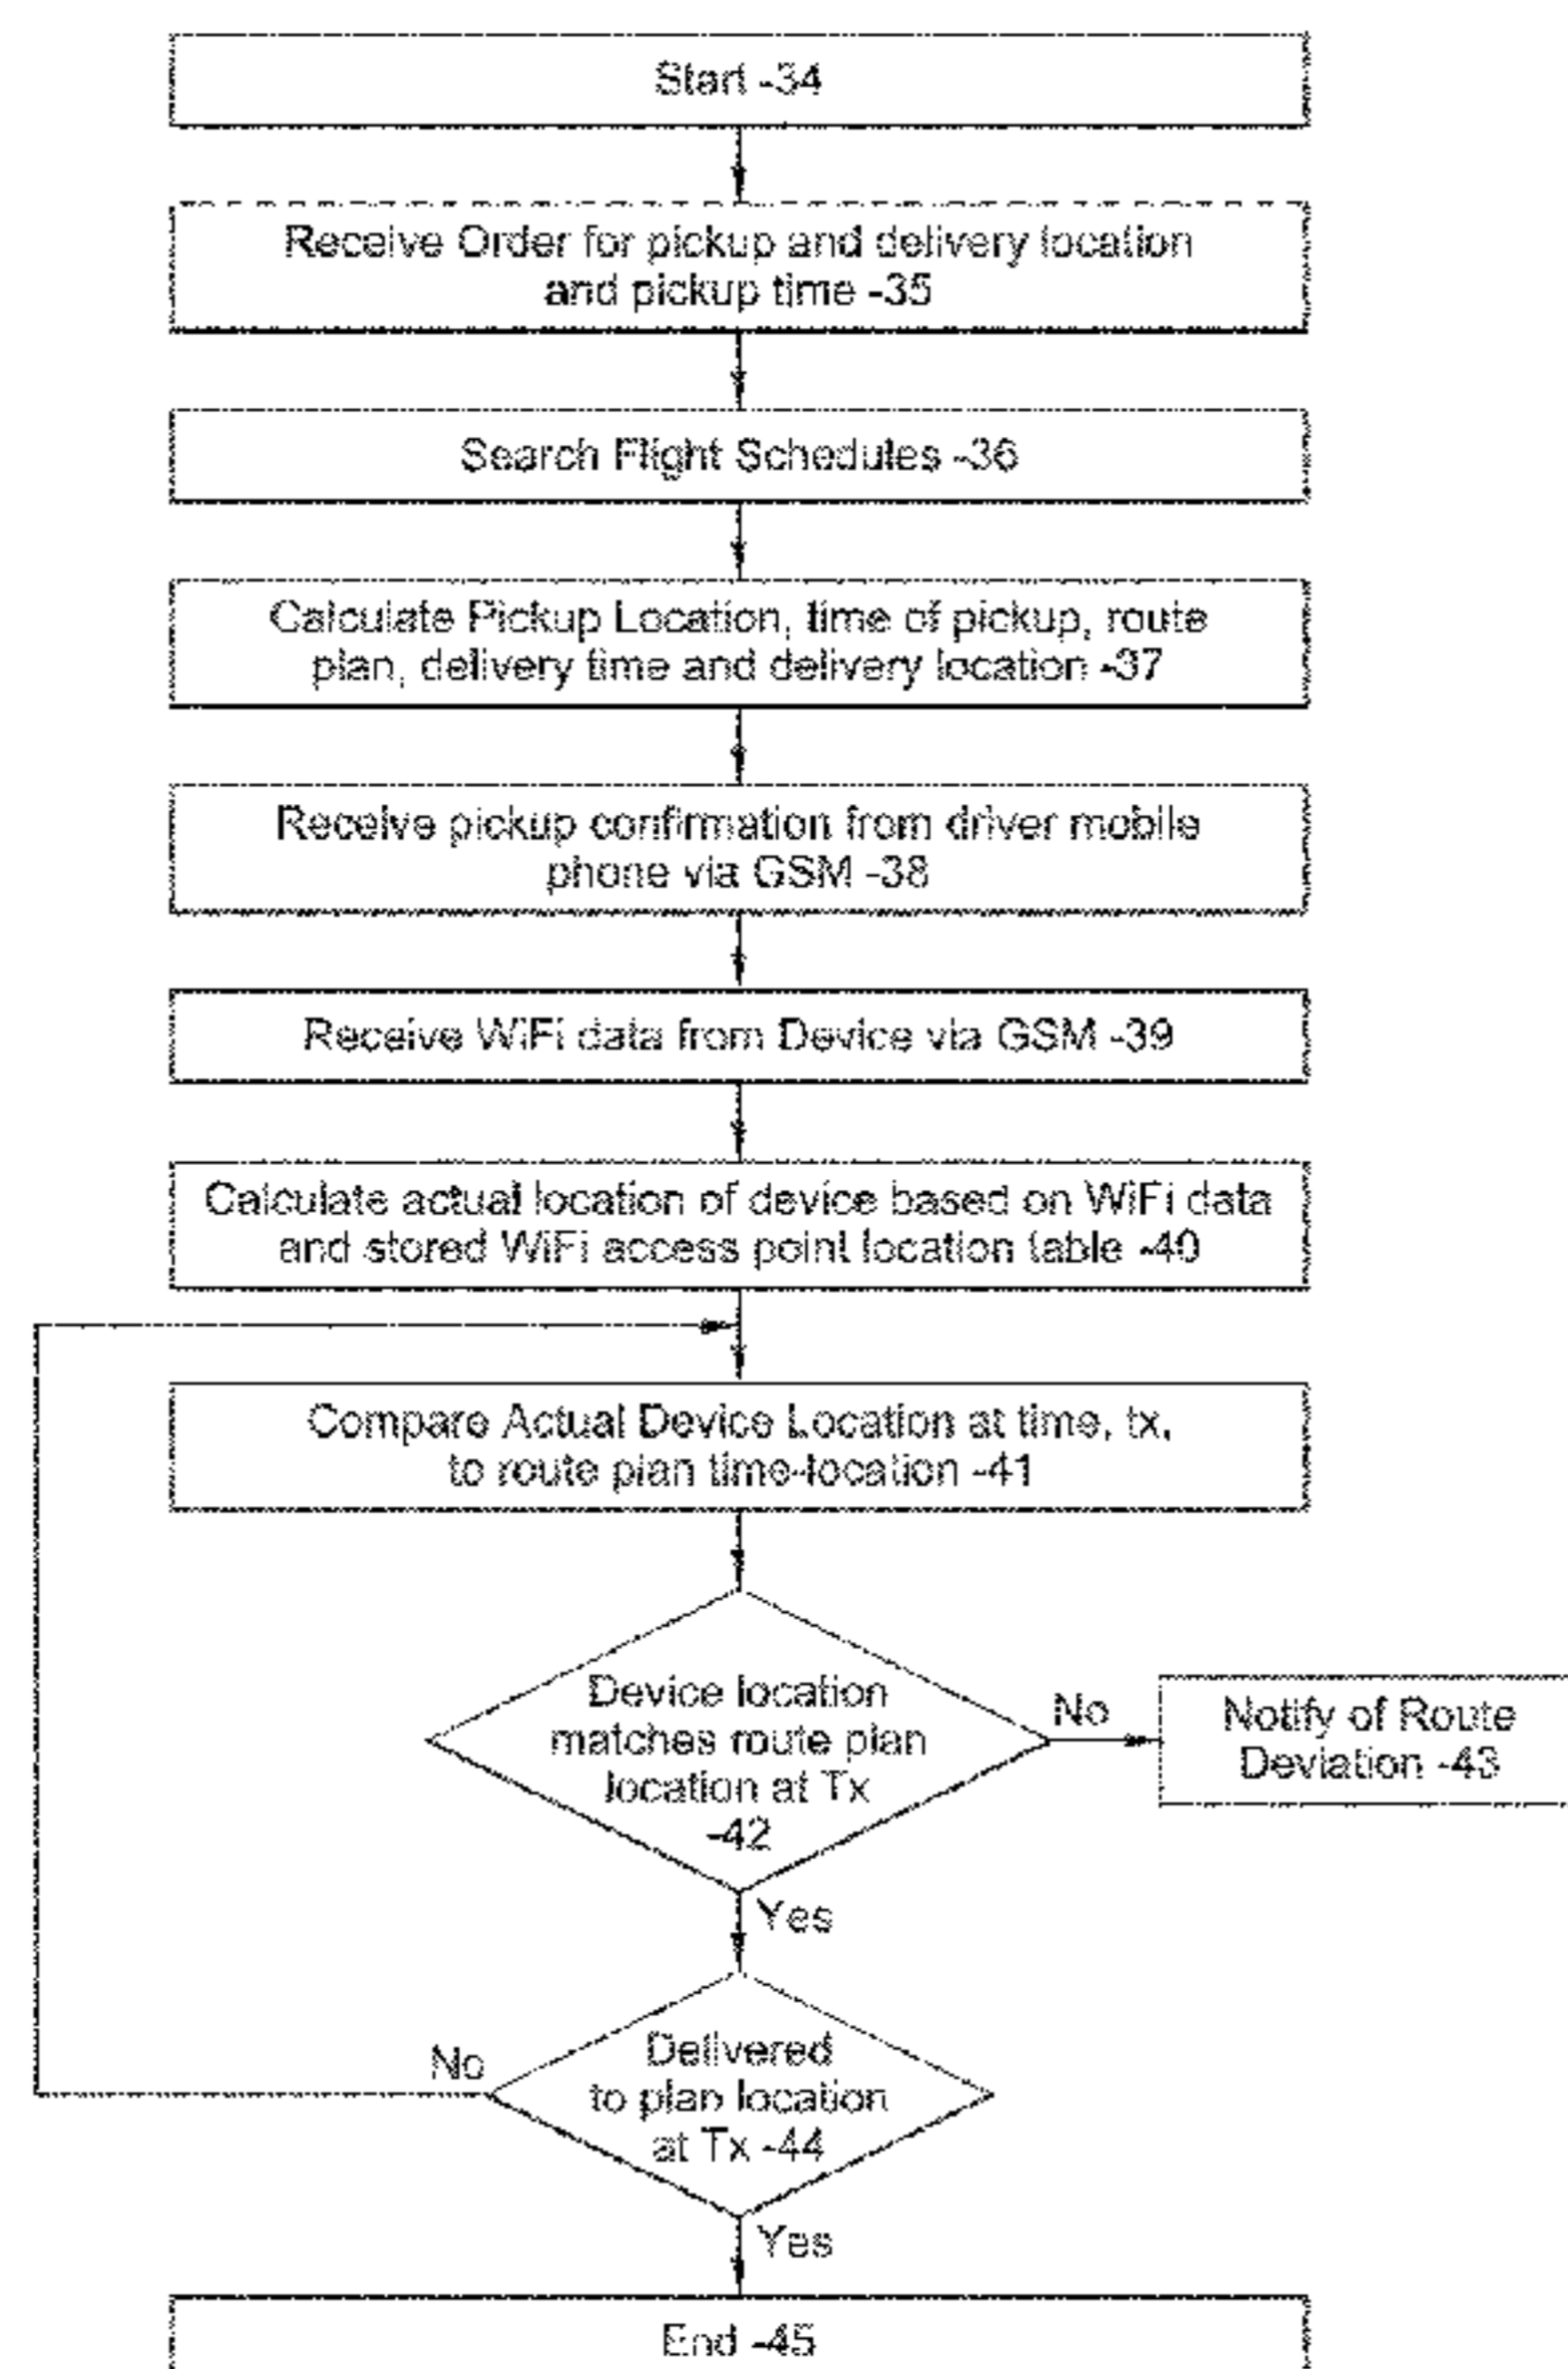 Start -34
Receive Order for pickup and delivery location
and pickup time -35
Search Flight Schedules -36
Calculate Pickup Location, time of pickup, route
plan, delivery time and delivery location -37
Receive pickup confirmation from driver mobile
phone via GSM -38
Receive WiFi data from Device via GSM -39
Calculate actual location of device based on WiFi data
and stored WiFi access point location table -40
Compare Actual Device Location at time, tx,
to route plan time-location -41
Device location
matches route plan
location at Tx
-42
No
Notify of Route
Deviation -43
Yes
No
Delivered
to plan location
at Tx -44
Yes
End -45